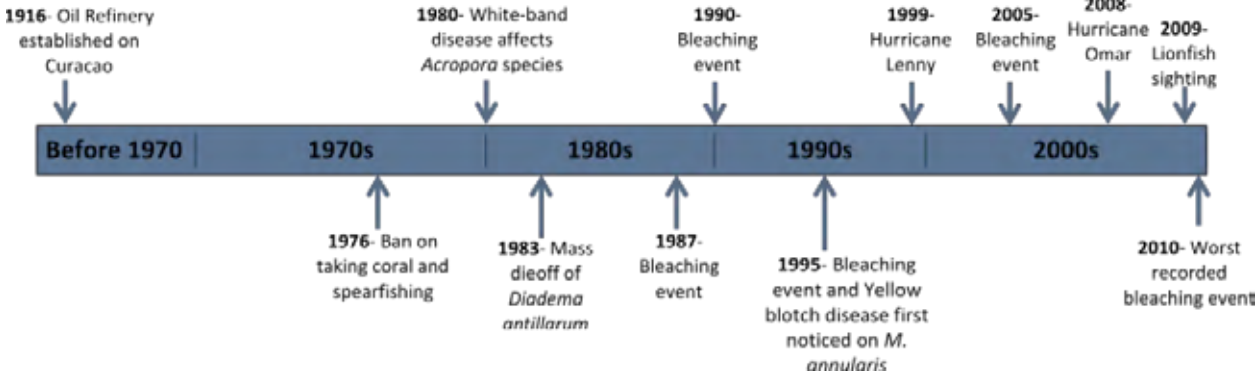 1916- Oil Refinery
established on
Curacao
1980- White-band
disease affects
Acropora species
1990-
Bleaching
event
1999-
Hurricane
Lenny
2005-
Bleaching
event
2008-
Hurricane
Omar
2009-
Lionfish
sighting
Before 1970
1970s
1980s
1990s
2000s
1976- Ban on
taking coral and
spearfishing
1983- Mass
dieoff of
Diadema
antillarum
1987-
Bleaching
event
1995- Bleaching
event and Yellow
blotch disease first
noticed on M.
annularis
2010- Worst
recorded
bleaching event